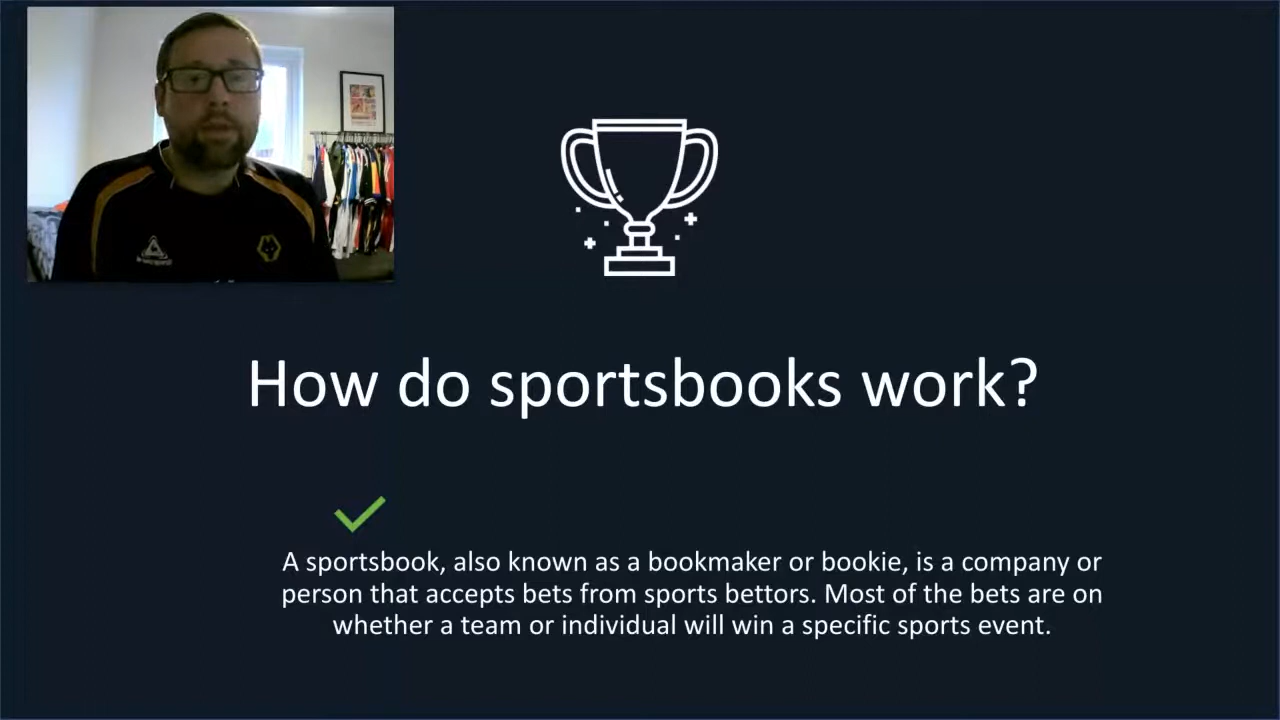 How do sportsbooks work?
A sportsbook, also known as a bookmaker or bookie, is a company or
person that accepts bets from sports bettors. Most of the bets are on
whether a team or individual will win a specific sports event.